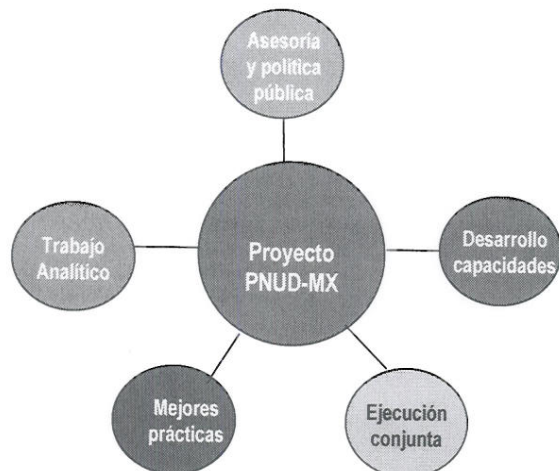 Asesoría
y política
pública
Trabajo
Analítico
Proyecto
PNUD-MX
Desarrollo
capacidades
Mejores
prácticas
Ejecución
conjunta